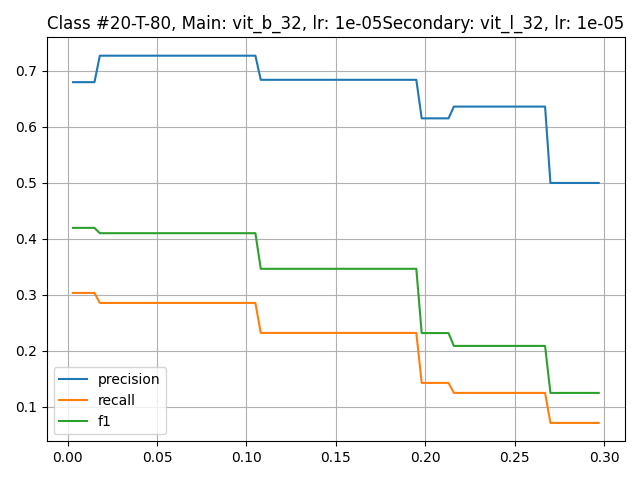 Class #20-T-80, Main: vit_b_32, lr: 1e-05Secondary: vit_l_32, lr: 1e-05
0.7
0.6
0.5
0.4
0.3
0.2
0.1
precision
recall
f1
0.00 0.05 0.10 0.15 0.20 0.25 0.30